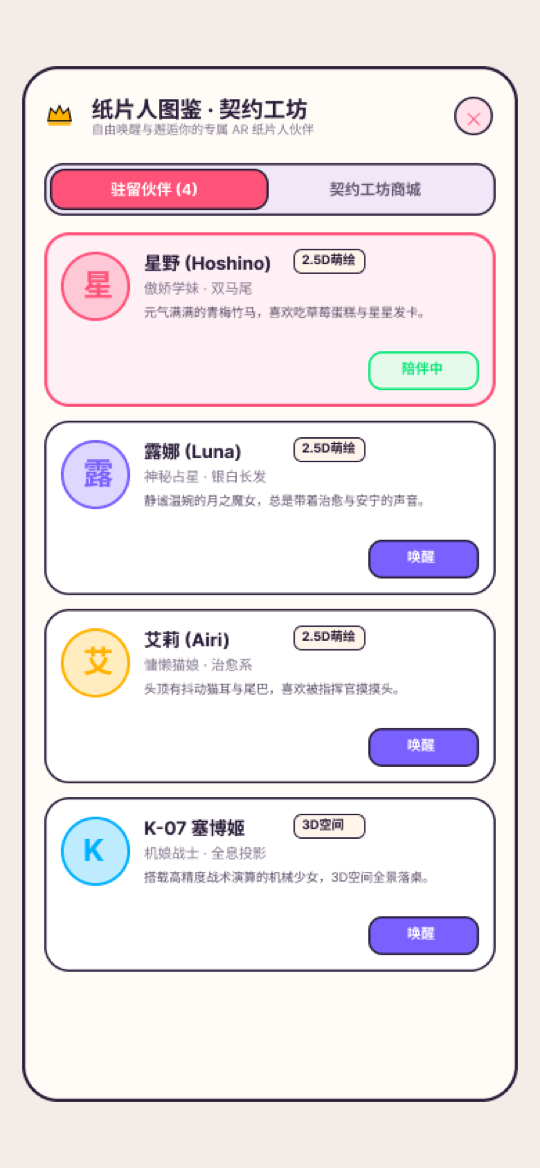 纸片人图鉴 · 契约工坊
自由唤醒与邂逅你的专属 AR 纸片人伙伴
驻留伙伴 (4)
契约工坊商城
星
星野 (Hoshino)
2.5D萌绘
傲娇学妹 · 双马尾
元气满满的青梅竹马，喜欢吃草莓蛋糕与星星发卡。
陪伴中
露
露娜 (Luna)
2.5D萌绘
神秘占星 · 银白长发
静谧温婉的月之魔女，总是带着治愈与安宁的声音。
唤醒
艾
艾莉 (Airi)
2.5D萌绘
慵懒猫娘 · 治愈系
头顶有抖动猫耳与尾巴，喜欢被指挥官摸摸头。
唤醒
K
K-07 塞博姬
3D空间
机娘战士 · 全息投影
搭载高精度战术演算的机械少女，3D空间全景落桌。
唤醒